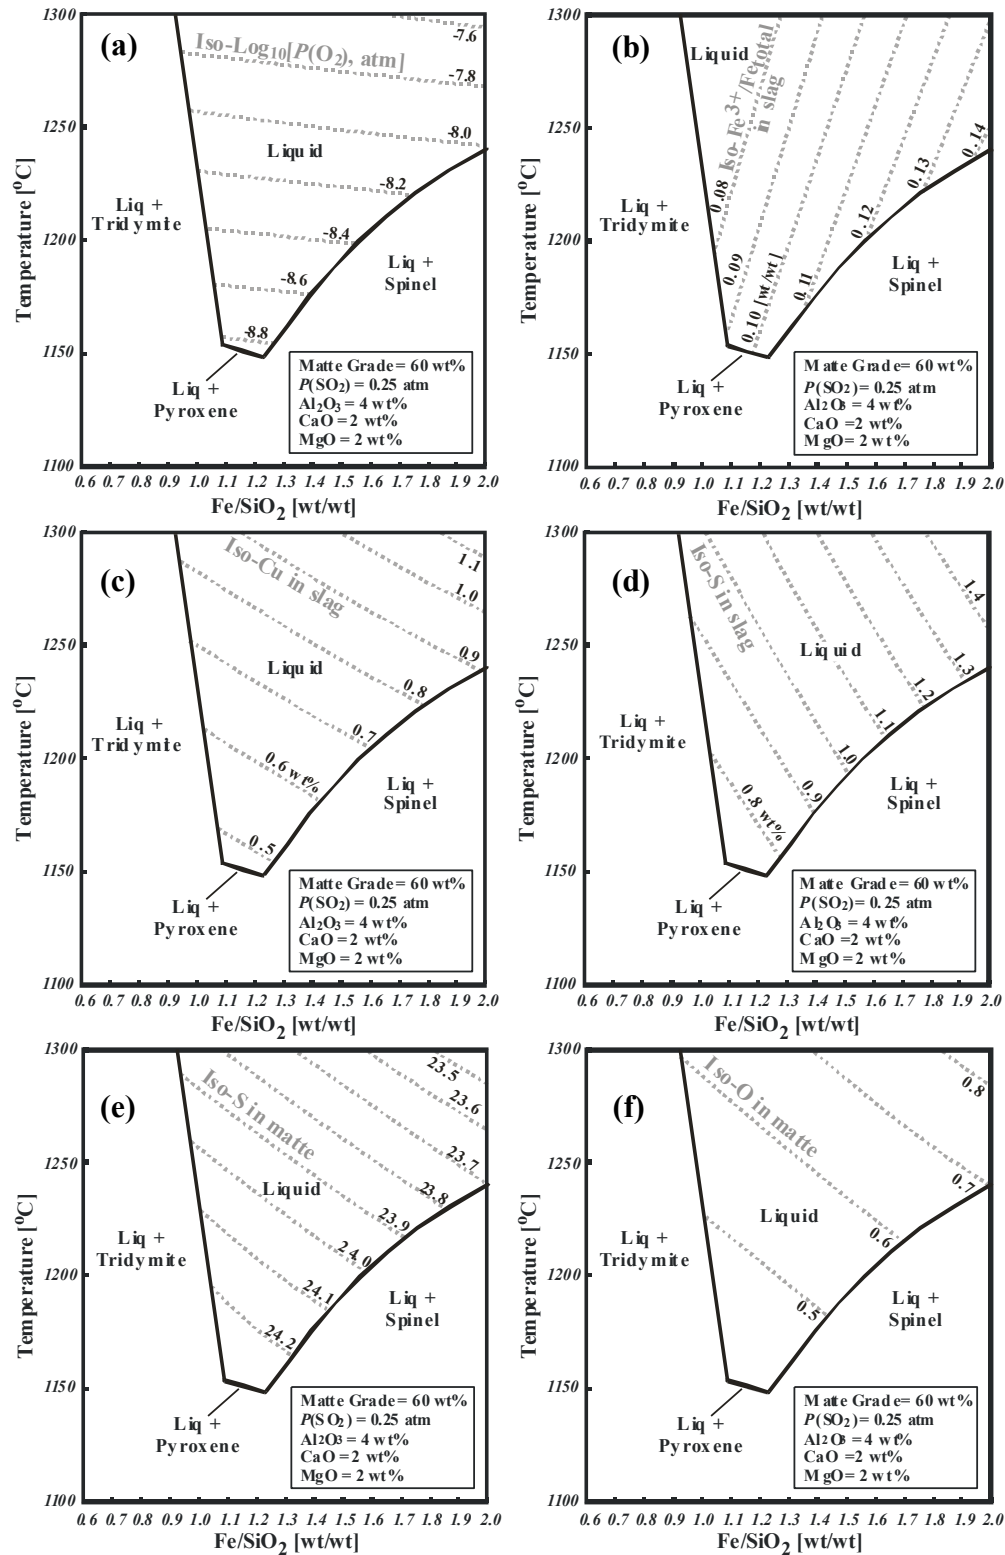 (a)
Iso-Log10[P(O2), atm]
-7.6
-7.8
-8.0
Liquid
-8.2
-8.4
-8.6
-8.8
Liq +
Tridymite
Liq +
Spinel
Liq +
Pyroxene
Matte Grade= 60 wt%
P(SO2) = 0.25 atm
Al2O3 = 4 wt%
CaO = 2 wt%
MgO = 2 wt%
1300
1250
1200
1150
1100
Temperature [oC]
0.6 0.7 0.8 0.9 1.0 1.1 1.2 1.3 1.4 1.5 1.6 1.7 1.8 1.9 2.0
Fe/SiO2 [wt/wt]
(b)
Liquid
Iso-Fe3+/Fetotal
in slag
0.08
0.09
0.10 [wt/wt]
0.11
0.12
0.13
0.14
Liq +
Tridymite
Liq +
Spinel
Liq +
Pyroxene
Matte Grade= 60 wt%
P(SO2) = 0.25 atm
Al2O3 = 4 wt%
CaO =2 wt%
MgO= 2 wt%
1300
1250
1200
1150
1100
Temperature [oC]
0.6 0.7 0.8 0.9 1.0 1.1 1.2 1.3 1.4 1.5 1.6 1.7 1.8 1.9 2.0
Fe/SiO2 [wt/wt]
(c)
Iso-Cu in slag
1.1
1.0
0.9
Liquid
0.8
0.7
0.6 wt%
0.5
Liq +
Tridymite
Liq +
Spinel
Liq +
Pyroxene
Matte Grade= 60 wt%
P(SO2) = 0.25 atm
Al2O3 = 4 wt%
CaO = 2 wt%
MgO = 2 wt%
1300
1250
1200
1150
1100
Temperature [oC]
0.6 0.7 0.8 0.9 1.0 1.1 1.2 1.3 1.4 1.5 1.6 1.7 1.8 1.9 2.0
Fe/SiO2 [wt/wt]
(d)
Iso-S in slag
1.4
1.3
Liquid
1.2
1.1
1.0
0.9
0.8 wt%
Liq +
Tridymite
Liq +
Spinel
Liq +
Pyroxene
Matte Grade= 60 wt%
P(SO2) = 0.25 atm
Al2O3 = 4 wt%
CaO =2 wt%
MgO = 2 wt%
1300
1250
1200
1150
1100
Temperature [oC]
0.6 0.7 0.8 0.9 1.0 1.1 1.2 1.3 1.4 1.5 1.6 1.7 1.8 1.9 2.0
Fe/SiO2 [wt/wt]
(e)
Iso-S in matte
23.5
23.6
23.7
Liquid
23.8
23.9
24.0
24.1
24.2
Liq +
Tridymite
Liq +
Spinel
Liq +
Pyroxene
Matte Grade= 60 wt%
P(SO2) = 0.25 atm
Al2O3 = 4 wt%
CaO = 2 wt%
MgO = 2 wt%
1300
1250
1200
1150
1100
Temperature [oC]
0.6 0.7 0.8 0.9 1.0 1.1 1.2 1.3 1.4 1.5 1.6 1.7 1.8 1.9 2.0
Fe/SiO2 [wt/wt]
(f)
Iso-O in matte
0.8
0.7
Liquid
0.6
0.5
Liq +
Tridymite
Liq +
Spinel
Liq +
Pyroxene
Matte Grade= 60 wt%
P(SO2) = 0.25 atm
Al2O3 = 4 wt%
CaO =2 wt%
MgO = 2 wt%
1300
1250
1200
1150
1100
Temperature [oC]
0.6 0.7 0.8 0.9 1.0 1.1 1.2 1.3 1.4 1.5 1.6 1.7 1.8 1.9 2.0
Fe/SiO2 [wt/wt]